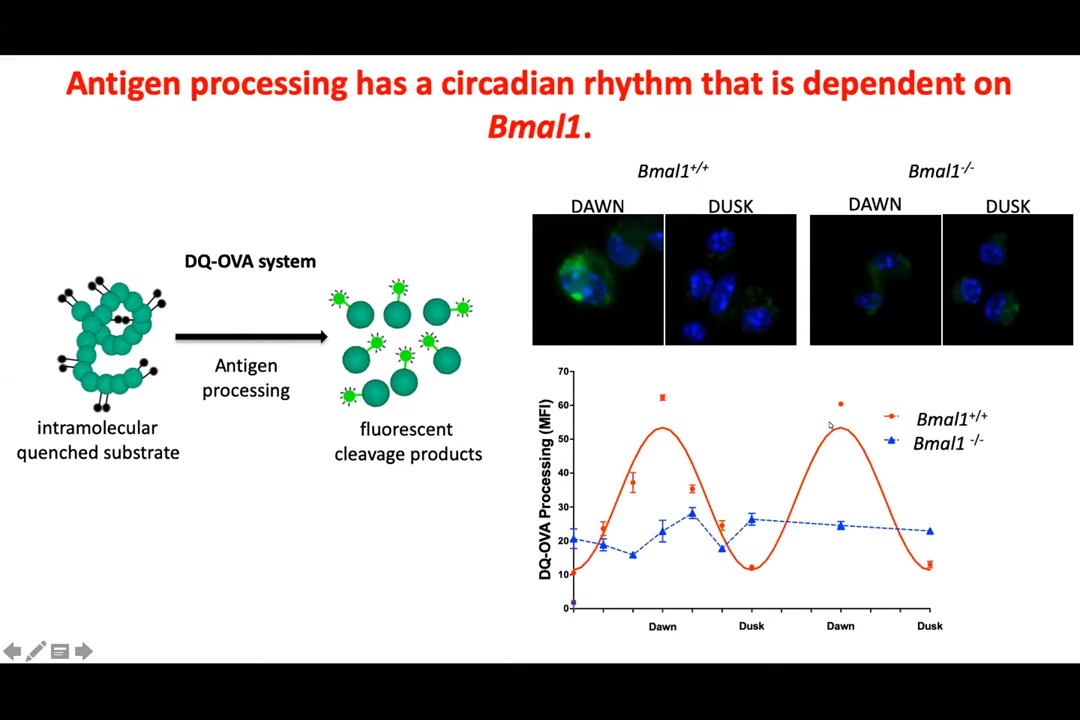 Antigen processing has a circadian rhythm that is dependent on
Bmal1.
DQ-OVA system
Antigen
processing
intramolecular
quenched substrate
fluorescent
cleavage products
Bmal1+/+
Bmal1-/-
DAWN
DUSK
DAWN
DUSK
DQ-OVA Processing (MFI)
70
60
50
40
30
20
10
0
Dawn
Dusk
Dawn
Dusk
Bmal1+/+
Bmal1 -/-